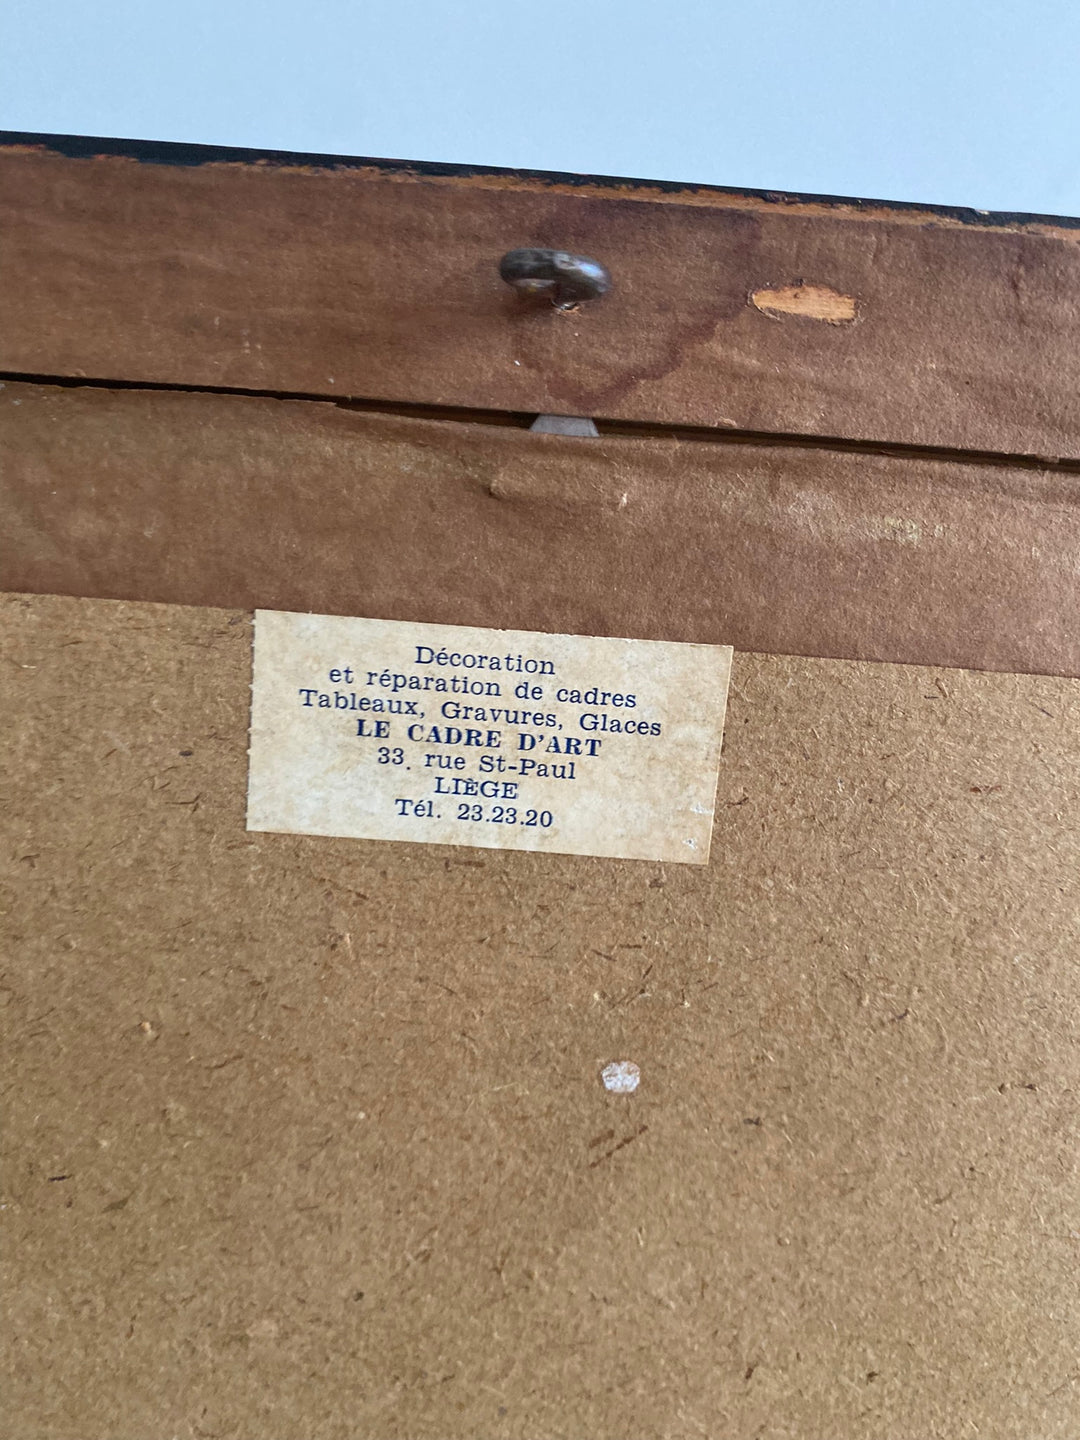 Décoration
et réparation de cadres
Tableaux, Gravures, Glaces
LE CADRE D'ART
33. rue St-Paul
LIÈGE
Tél. 23.23.20